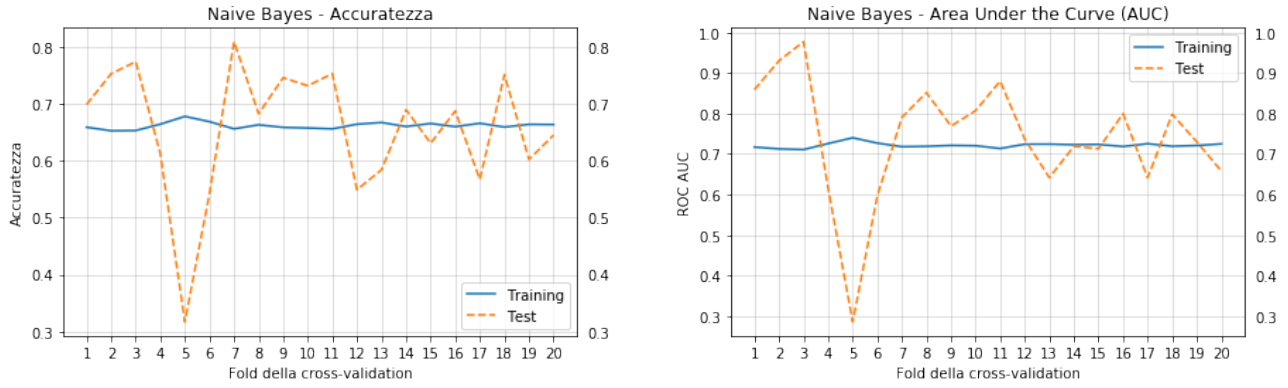 Naive Bayes - Accuratezza
0.8
0.7
0.6
0.5
0.4
0.3
Accuratezza
0.8
0.7
0.6
0.5
0.4
0.3
Training
Test
1 2 3 4 5 6 7 8 9 10 11 12 13 14 15 16 17 18 19 20
Fold della cross-validation
Naive Bayes - Area Under the Curve (AUC)
1.0
0.9
0.8
0.7
0.6
0.5
0.4
0.3
ROC AUC
1.0
0.9
0.8
0.7
0.6
0.5
0.4
0.3
Training
Test
1 2 3 4 5 6 7 8 9 10 11 12 13 14 15 16 17 18 19 20
Fold della cross-validation